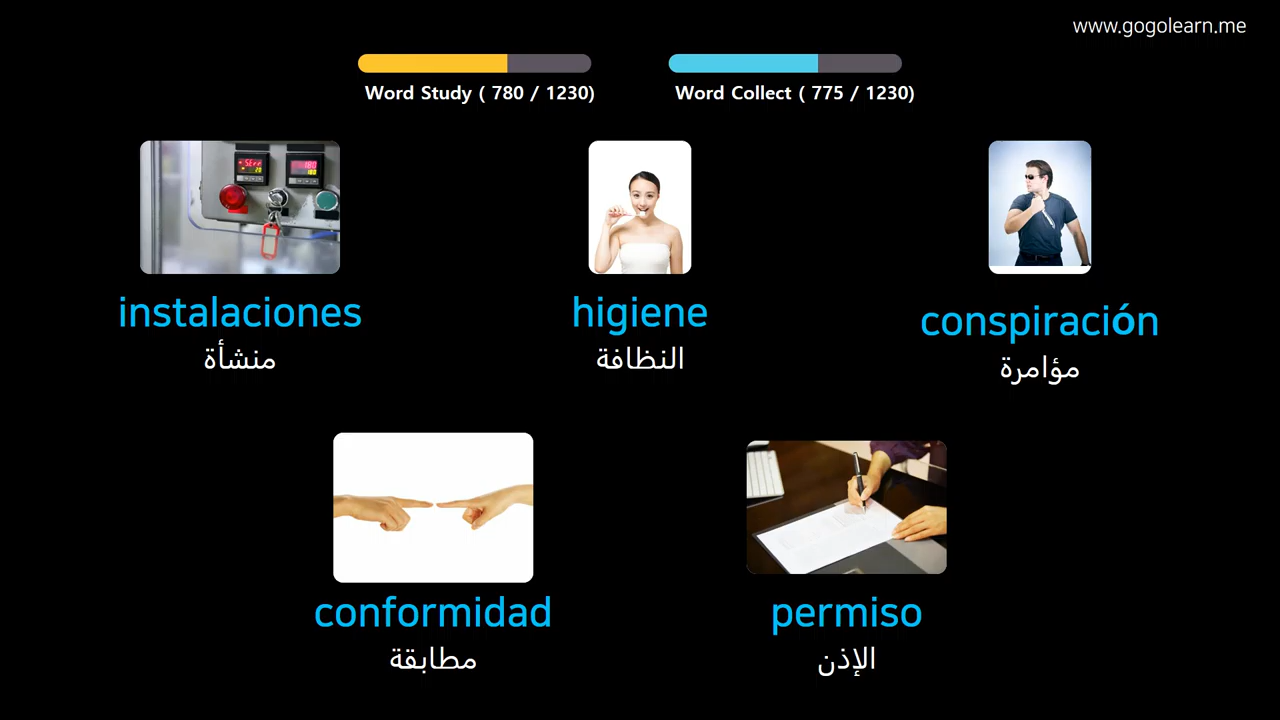 www.gogolearn.me
Word Study ( 780 / 1230)
Word Collect ( 775 / 1230)
instalaciones
منشأة
higiene
النظافة
conspiración
مؤامرة
conformidad
مطابقة
permiso
الإذن